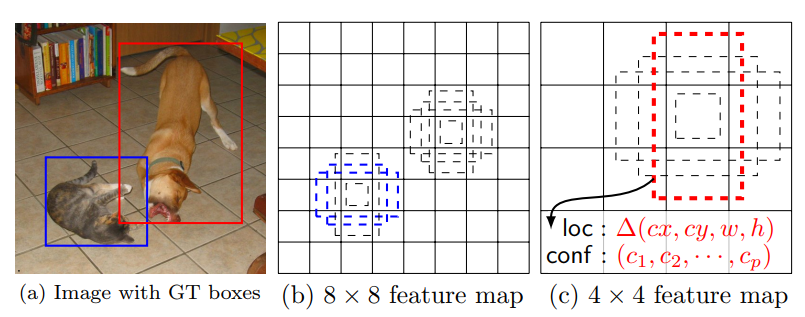 loc : Δ(cx, cy, w, h)
conf : (c₁, c₂, ⋯, cₚ)
(a) Image with GT boxes
(b) 8 × 8 feature map
(c) 4 × 4 feature map